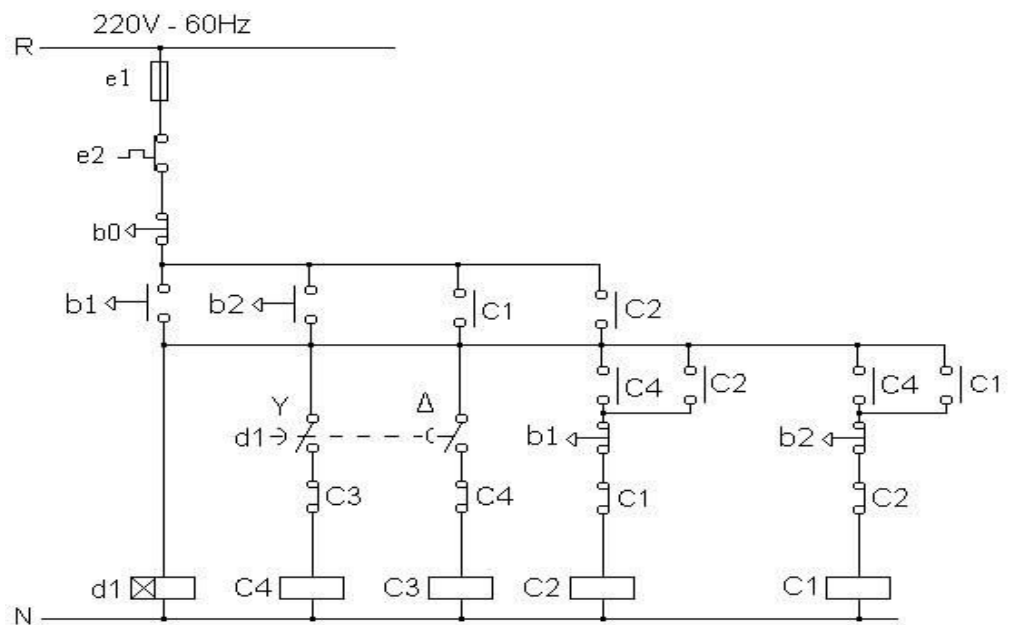 220V - 60Hz
R
e1
e2
b0
b1 b2 C1 C2
C4 C2 C4 C1
Y Δ
d1 b1 b2
C3 C4 C1 C2
d1 C4 C3 C2 C1
N